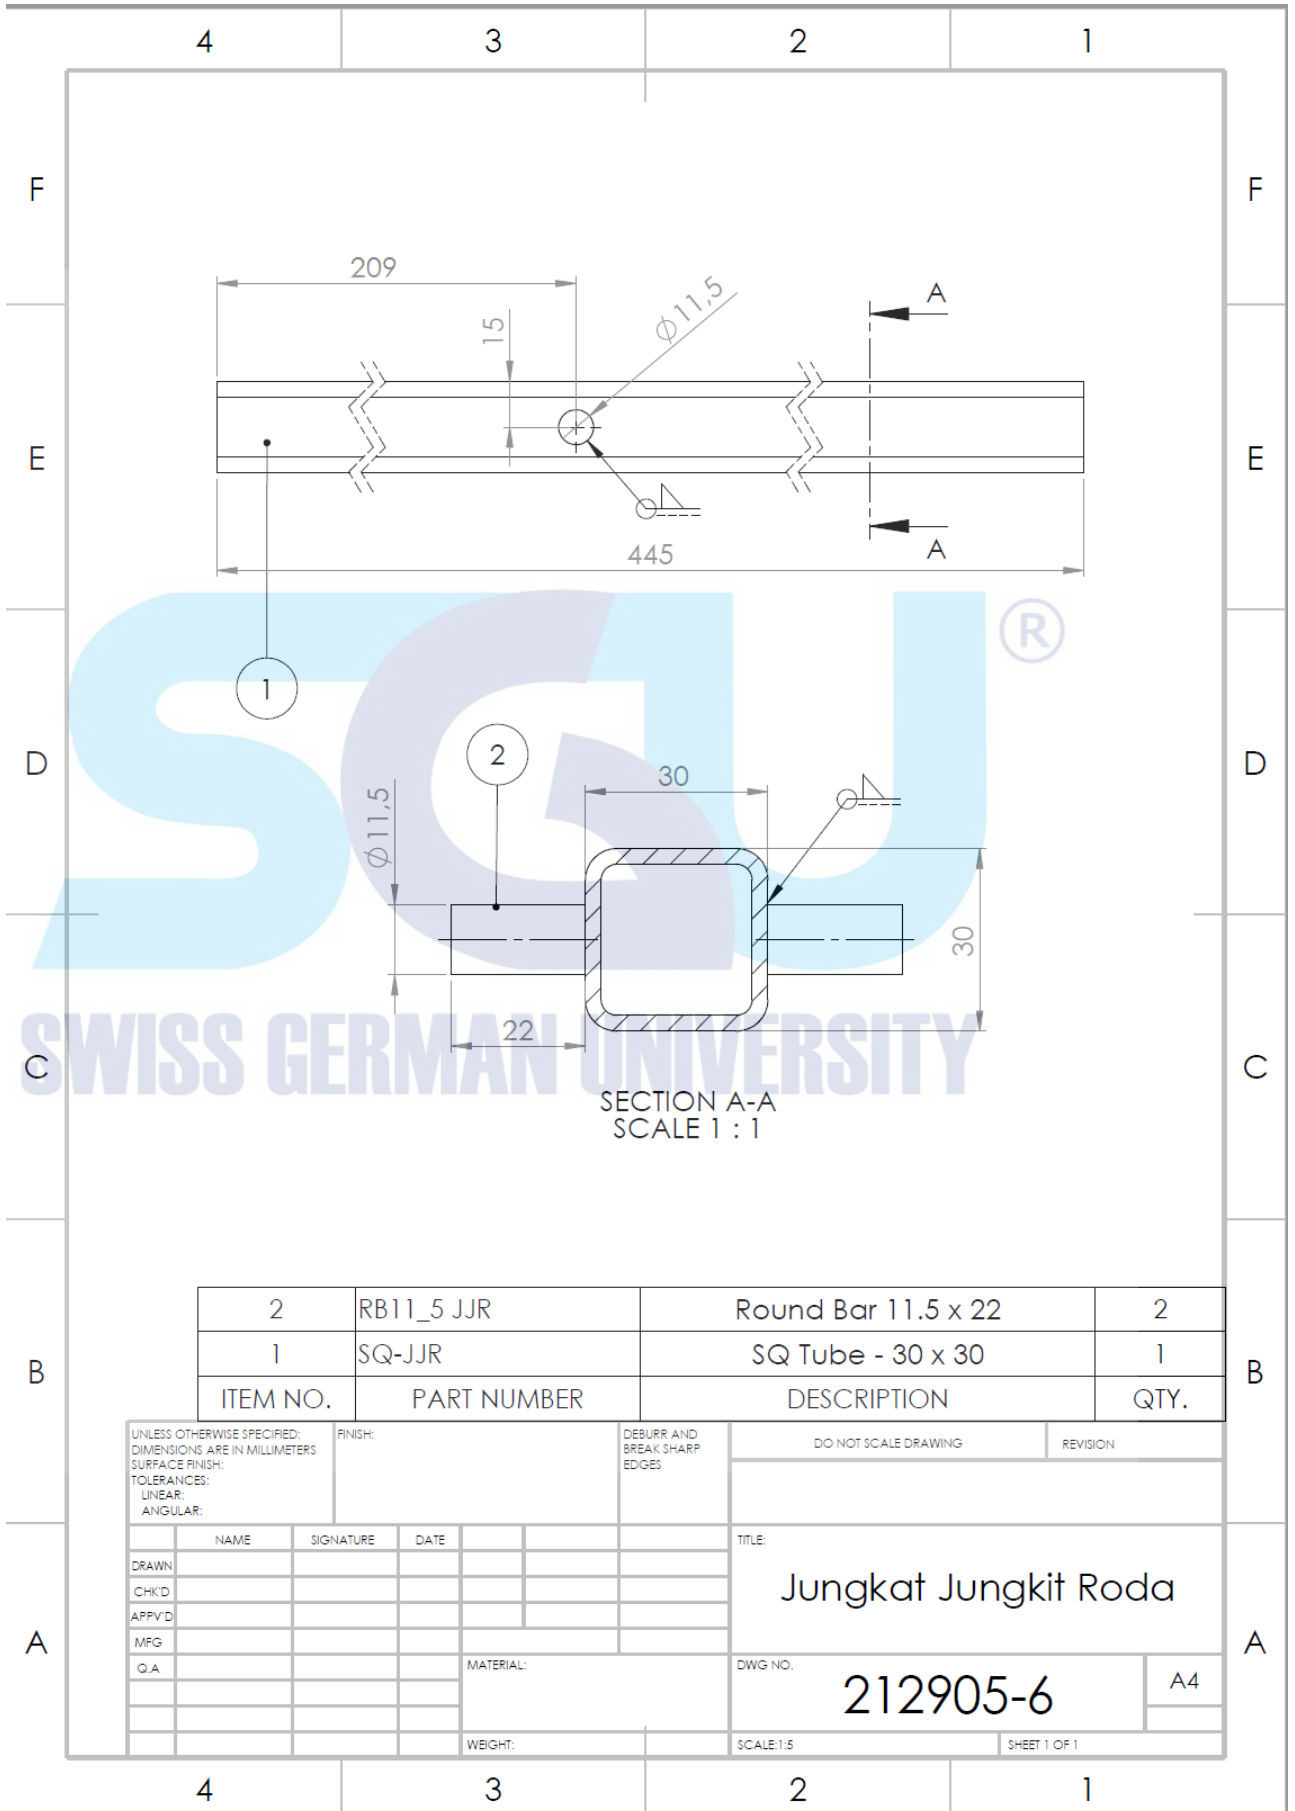 4 3 2 1
F F
209
A
Ø11,5
15
E E
A
445
®
SGU
1
D D
2
30
Ø11,5
30
22
SWISS GERMAN UNIVERSITY
C C
SECTION A-A
SCALE 1 : 1
2 RB11_5 JJR Round Bar 11.5 x 22 2
1 SQ-JJR SQ Tube - 30 x 30 1
B B
ITEM NO. PART NUMBER DESCRIPTION QTY.
UNLESS OTHERWISE SPECIFIED:
DIMENSIONS ARE IN MILLIMETERS
SURFACE FINISH:
TOLERANCES:
LINEAR:
ANGULAR:
FINISH:
DEBURR AND
BREAK SHARP
EDGES
DO NOT SCALE DRAWING
REVISION
NAME SIGNATURE DATE
DRAWN
CHK'D
APPV'D
MFG
Q.A
TITLE:
Jungkat Jungkit Roda
A A
MATERIAL:
DWG NO.
212905-6
A4
WEIGHT:
SCALE:1:5
SHEET 1 OF 1
4 3 2 1